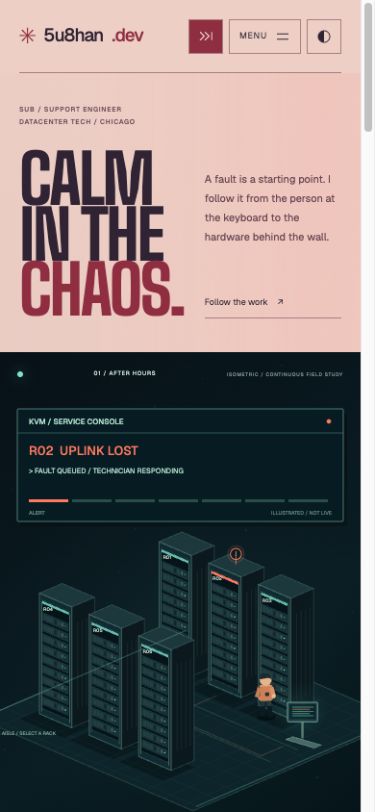 5u8han .dev
MENU
SUB / SUPPORT ENGINEER
DATACENTER TECH / CHICAGO
CALM
IN THE
CHAOS.
A fault is a starting point. I
follow it from the person at
the keyboard to the
hardware behind the wall.
Follow the work ↗
01 / AFTER HOURS
ISOMETRIC / CONTINUOUS FIELD STUDY
KVM / SERVICE CONSOLE
R02 UPLINK LOST
> FAULT QUEUED / TECHNICIAN RESPONDING
ALERT
ILLUSTRATED / NOT LIVE
R01
R02
R03
R04
R05
R06
AISLE / SELECT A RACK